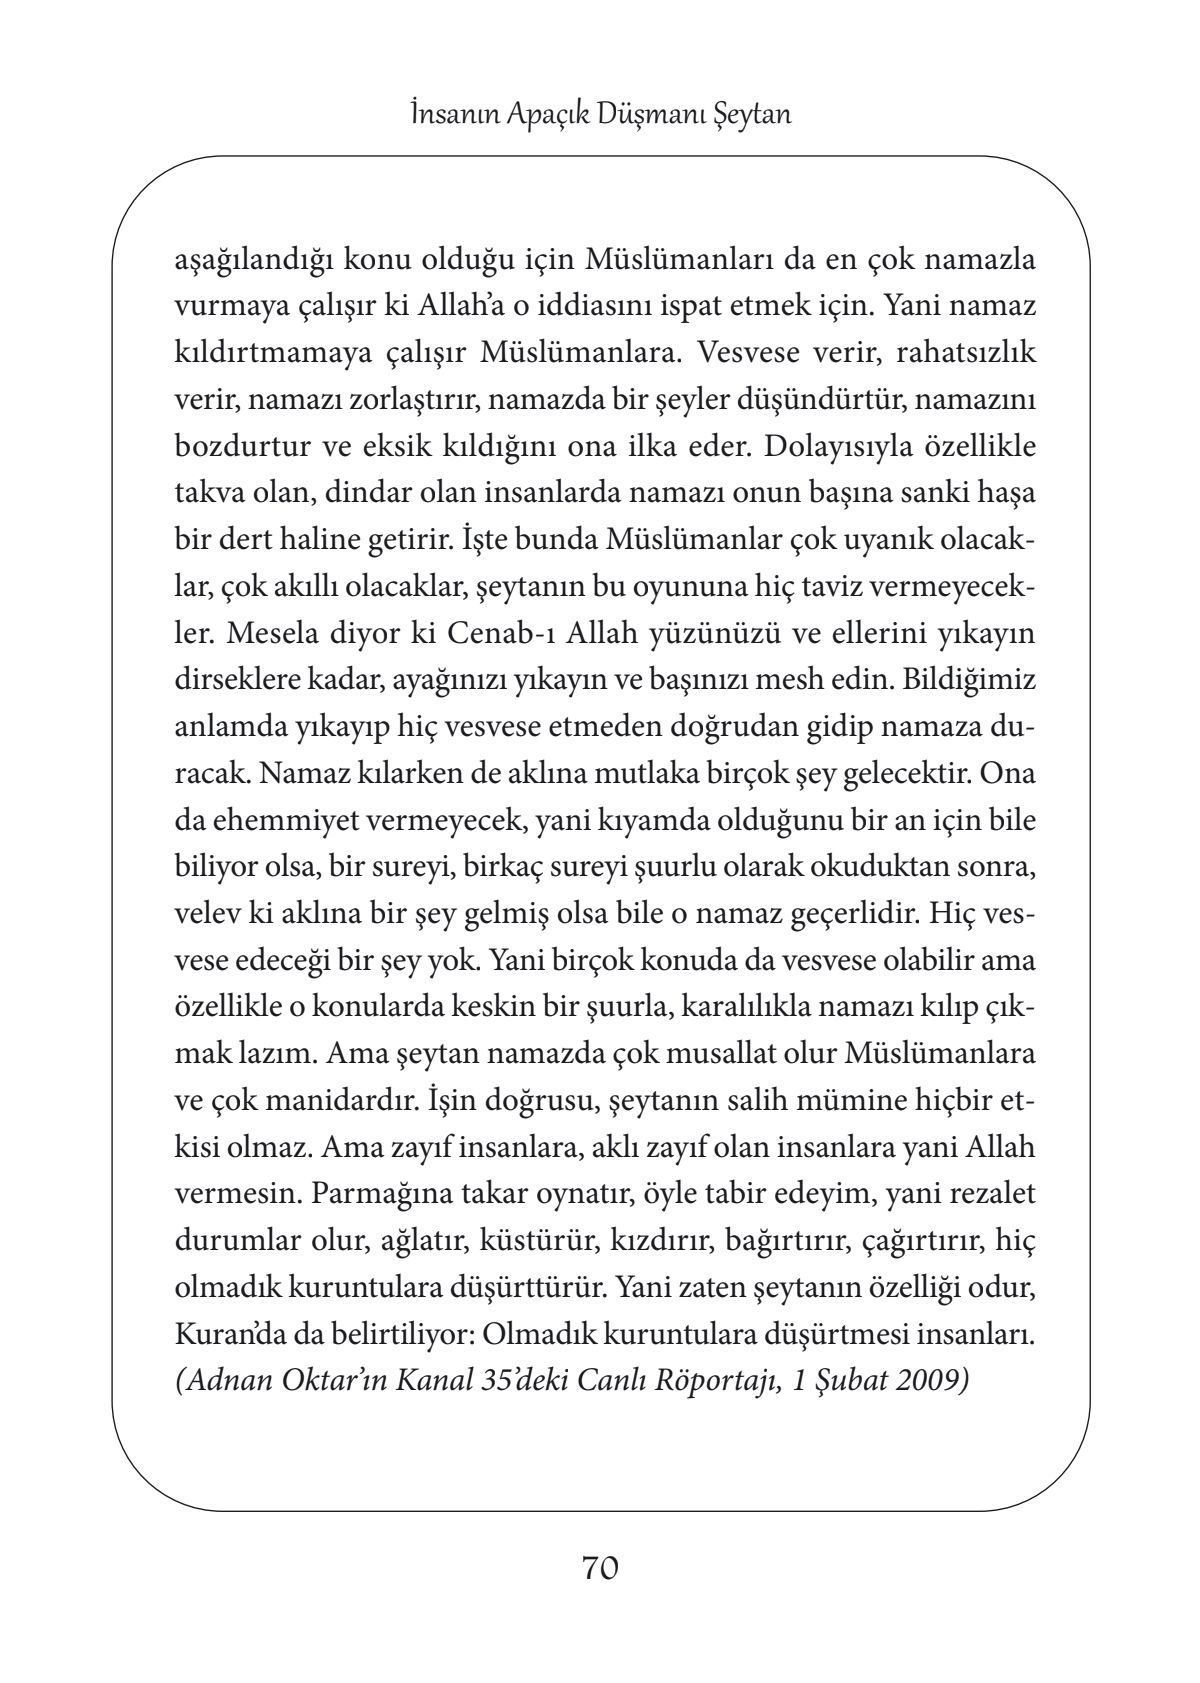 İnsanın Apaçık Düşmanı Şeytan
aşağılandığı konu olduğu için Müslümanları da en çok namazla
vurmaya çalışır ki Allah’a o iddiasını ispat etmek için. Yani namaz
kıldırtmamaya çalışır Müslümanlara. Vesvese verir, rahatsızlık
verir, namazı zorlaştırır, namazda bir şeyler düşündürtür, namazını
bozdurtur ve eksik kıldığını ona ilka eder. Dolayısıyla özellikle
takva olan, dindar olan insanlarda namazı onun başına sanki haşa
bir dert haline getirir. İşte bunda Müslümanlar çok uyanık olacak-
lar, çok akıllı olacaklar, şeytanın bu oyununa hiç taviz vermeyecek-
ler. Mesela diyor ki Cenab-ı Allah yüzünüzü ve ellerini yıkayın
dirseklere kadar, ayağınızı yıkayın ve başınızı mesh edin. Bildiğimiz
anlamda yıkayıp hiç vesvese etmeden doğrudan gidip namaza du-
racak. Namaz kılarken de aklına mutlaka birçok şey gelecektir. Ona
da ehemmiyet vermeyecek, yani kıyamda olduğunu bir an için bile
biliyor olsa, bir sureyi, birkaç sureyi şuurlu olarak okuduktan sonra,
velev ki aklına bir şey gelmiş olsa bile o namaz geçerlidir. Hiç ves-
vese edeceği bir şey yok. Yani birçok konuda da vesvese olabilir ama
özellikle o konularda keskin bir şuurla, karalılıkla namazı kılıp çık-
mak lazım. Ama şeytan namazda çok musallat olur Müslümanlara
ve çok manidardır. İşin doğrusu, şeytanın salih mümine hiçbir et-
kisi olmaz. Ama zayıf insanlara, aklı zayıf olan insanlara yani Allah
vermesin. Parmağına takar oynatır, öyle tabir edeyim, yani rezalet
durumlar olur, ağlatır, küstürür, kızdırır, bağırtırır, çağırtırır, hiç
olmadık kuruntulara düşürttürür. Yani zaten şeytanın özelliği odur,
Kuran’da da belirtiliyor: Olmadık kuruntulara düşürtmesi insanları.
(Adnan Oktar’ın Kanal 35’deki Canlı Röportajı, 1 Şubat 2009)
70